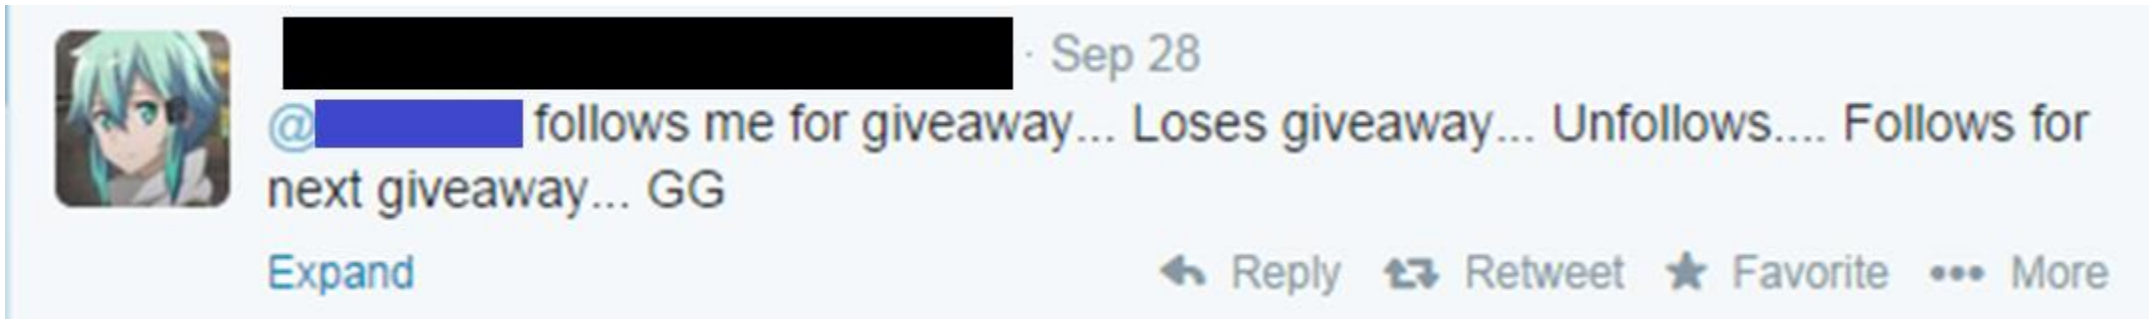 · Sep 28
@ follows me for giveaway... Loses giveaway... Unfollows.... Follows for
next giveaway... GG
Expand Reply Retweet Favorite ••• More